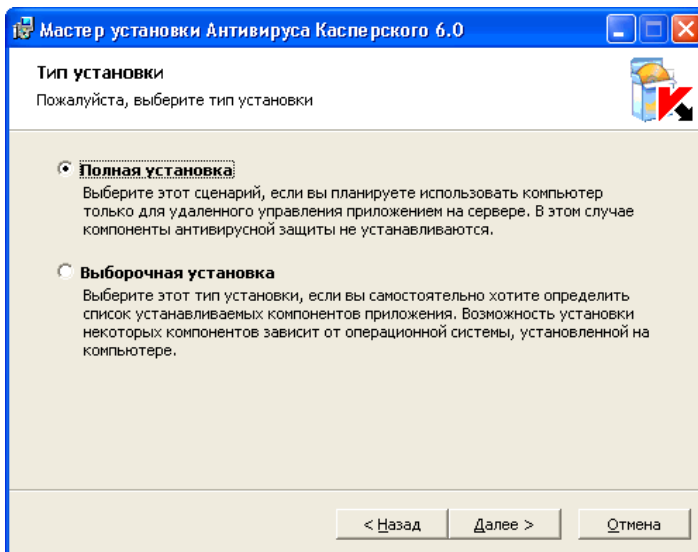 Мастер установки Антивируса Касперского 6.0
Тип установки
Пожалуйста, выберите тип установки
Полная установка
Выберите этот сценарий, если вы планируете использовать компьютер
только для удаленного управления приложением на сервере. В этом случае
компоненты антивирусной защиты не устанавливаются.
Выборочная установка
Выберите этот тип установки, если вы самостоятельно хотите определить
список устанавливаемых компонентов приложения. Возможность установки
некоторых компонентов зависит от операционной системы, установленной на
компьютере.
< Назад Далее > Отмена